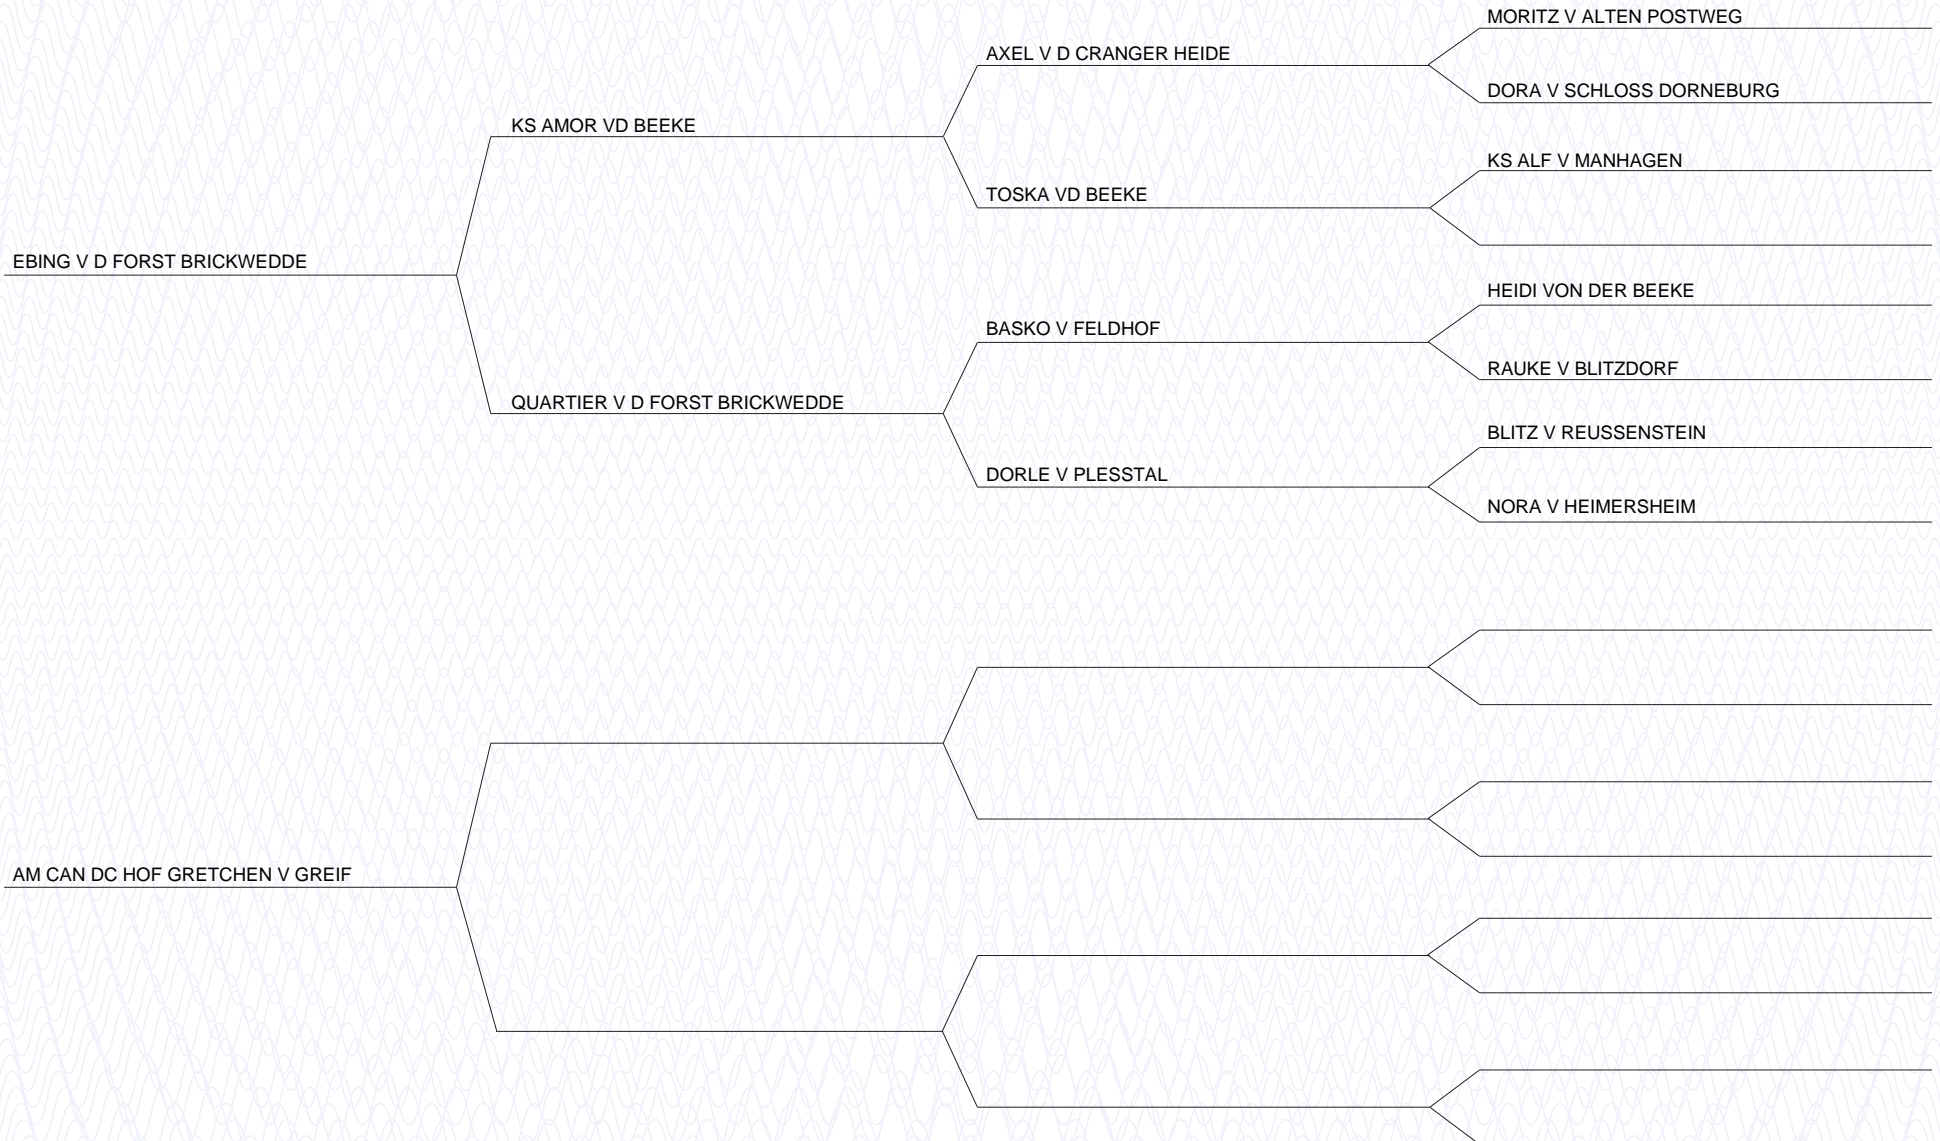 MORITZ V ALTEN POSTWEG
AXEL V D CRANGER HEIDE
DORA V SCHLOSS DORNEBURG
KS AMOR VD BEEKE
KS ALF V MANHAGEN
TOSKA VD BEEKE
EBING V D FORST BRICKWEDDE
HEIDI VON DER BEEKE
BASKO V FELDHOF
RAUKE V BLITZDORF
QUARTIER V D FORST BRICKWEDDE
BLITZ V REUSSENSTEIN
DORLE V PLESSTAL
NORA V HEIMERSHEIM
AM CAN DC HOF GRETCHEN V GREIF